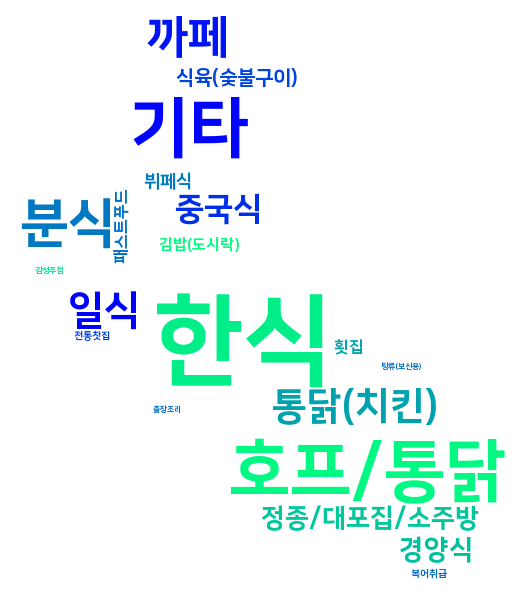 까페
식육(숯불구이)
기타
뷔페식
패스트푸드
분식
중국식
김밥(도시락)
감성주점
일식
전통찻집
한식
횟집
탕류(보신용)
출장조리
통닭(치킨)
호프/통닭
정종/대포집/소주방
경양식
복어취급